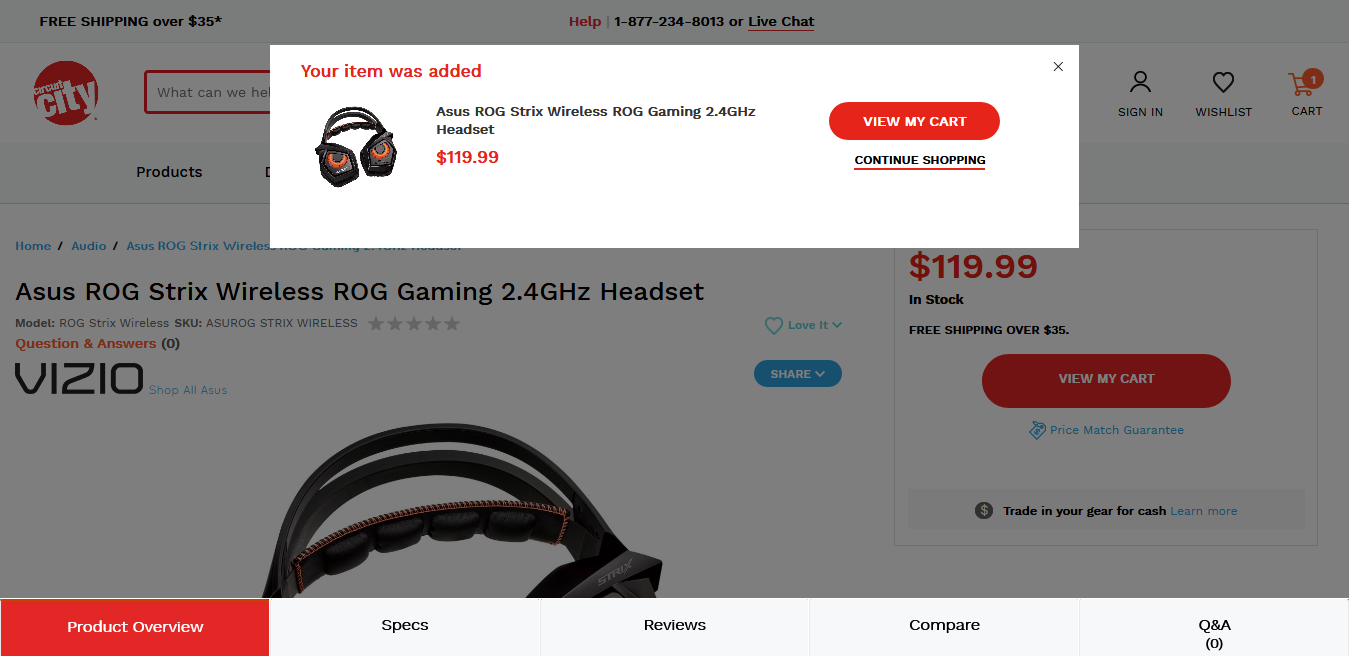 FREE SHIPPING over $35*
Help | 1-877-234-8013 or Live Chat
Your item was added
Asus ROG Strix Wireless ROG Gaming 2.4GHz
Headset
$119.99
VIEW MY CART
CONTINUE SHOPPING
circuit
city
What can we hel
SIGN IN
WISHLIST
1
CART
Products
Home / Audio / Asus ROG Strix Wireless ROG Gaming 2.4GHz Headset
Asus ROG Strix Wireless ROG Gaming 2.4GHz Headset
Model: ROG Strix Wireless SKU: ASUROG STRIX WIRELESS
Love It
Question & Answers (0)
VIZIO
Shop All Asus
SHARE
STRIX
$119.99
In Stock
FREE SHIPPING OVER $35.
VIEW MY CART
Price Match Guarantee
$ Trade in your gear for cash Learn more
Product Overview
Specs
Reviews
Compare
Q&A
(0)